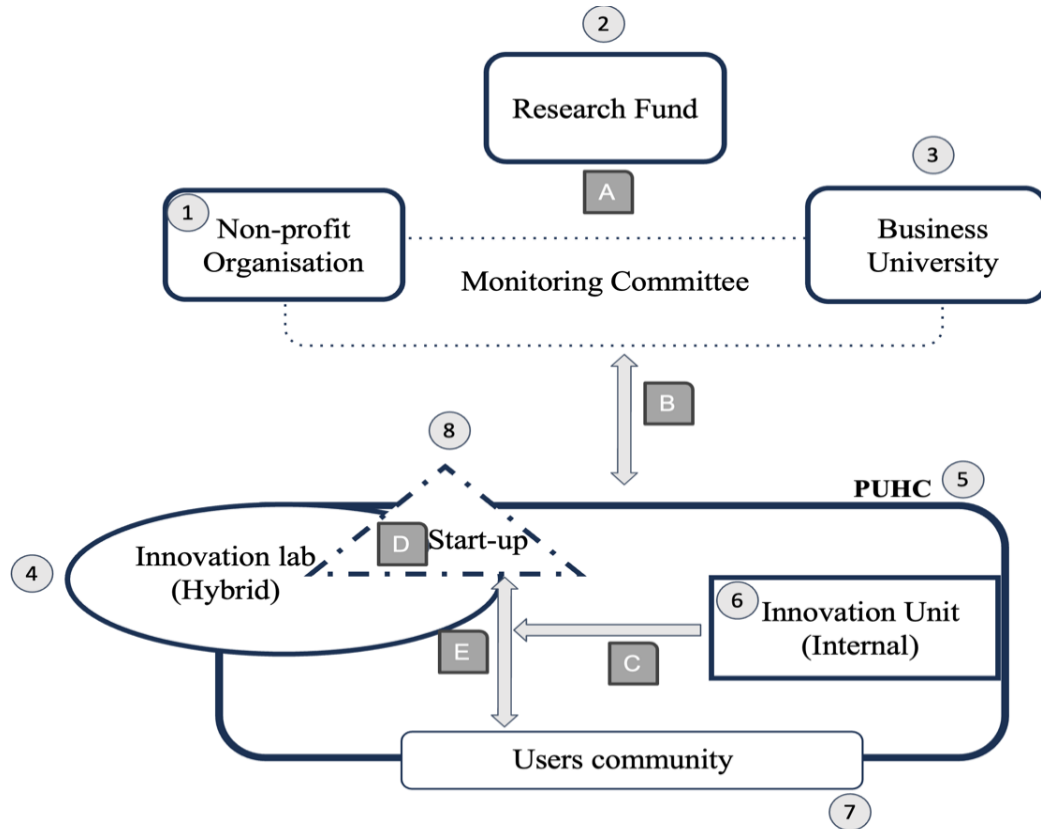 2
Research Fund
A
3
1
Non-profit
Organisation
Business
University
Monitoring Committee
B
8
PUHC
5
D
Start-up
4
Innovation lab
(Hybrid)
6
Innovation Unit
(Internal)
E
C
Users community
7